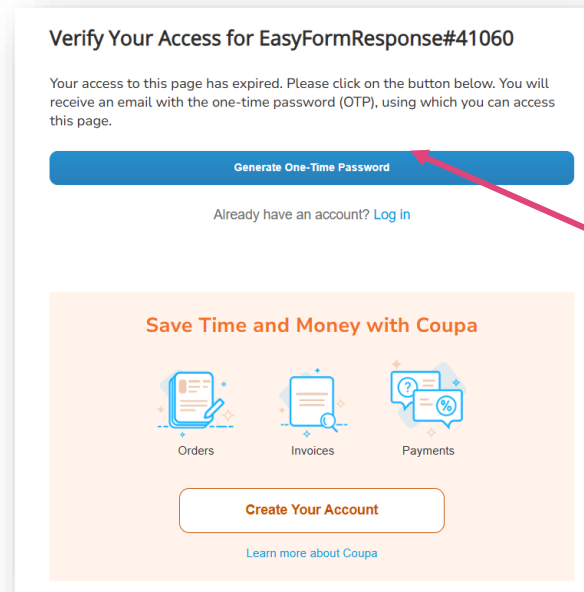 Verify Your Access for EasyFormResponse#41060
Your access to this page has expired. Please click on the button below. You will
receive an email with the one-time password (OTP), using which you can access
this page.
Generate One-Time Password
Already have an account? Log in
Save Time and Money with Coupa
?
%
Orders Invoices Payments
Create Your Account
Learn more about Coupa